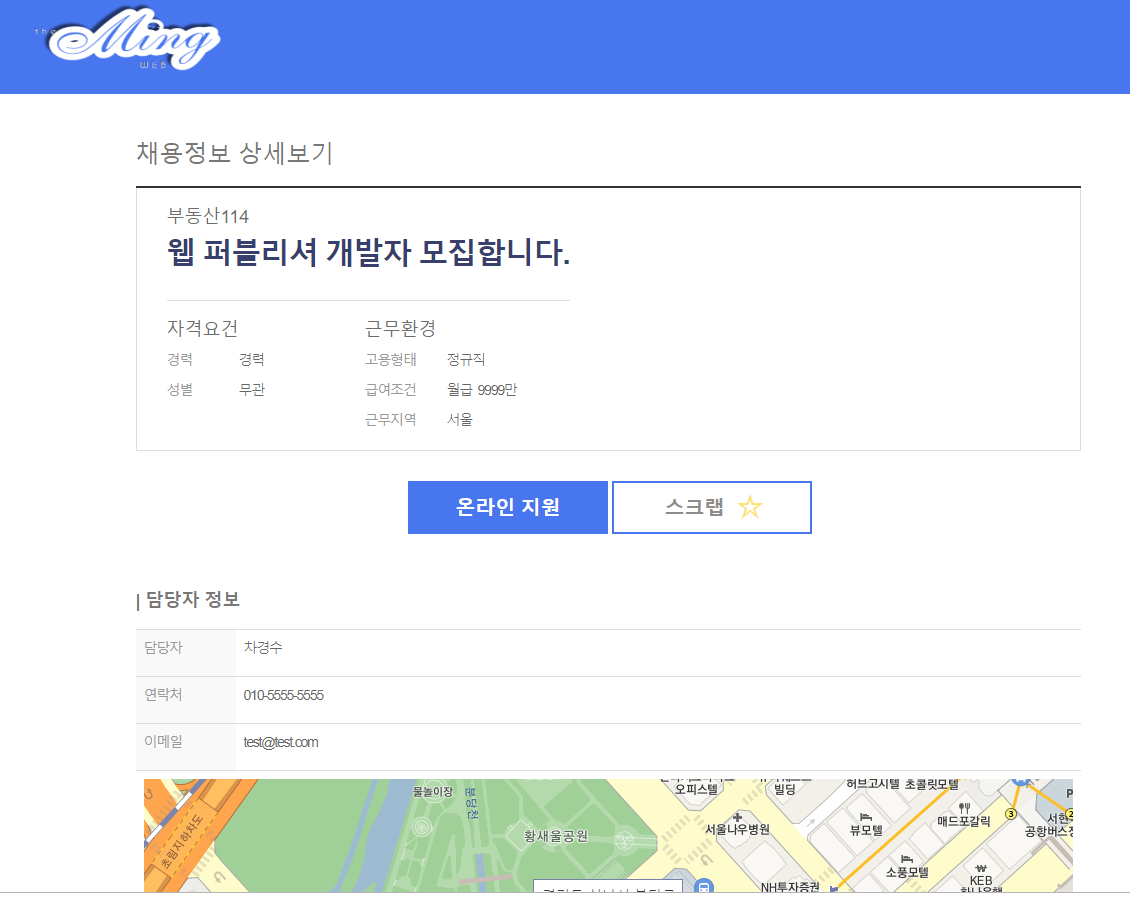 the
Ming
WEB
채용정보 상세보기
부동산114
웹 퍼블리셔 개발자 모집합니다.
자격요건 근무환경
경력 경력 고용형태 정규직
성별 무관 급여조건 월급 9999만
근무지역 서울
온라인 지원 스크랩
담당자 정보
담당자 차경수
연락처 010-5555-5555
이메일 test@test.com
물놀이장
분당천
오피스텔
빌딩
허브고시텔 초콜릿모텔
초림지하차도
황새울공원
서울나우병원
뷰모텔
매드포갈릭
3
2
P
서현
공항버스정
소풍모텔
NH투자증권
KEB